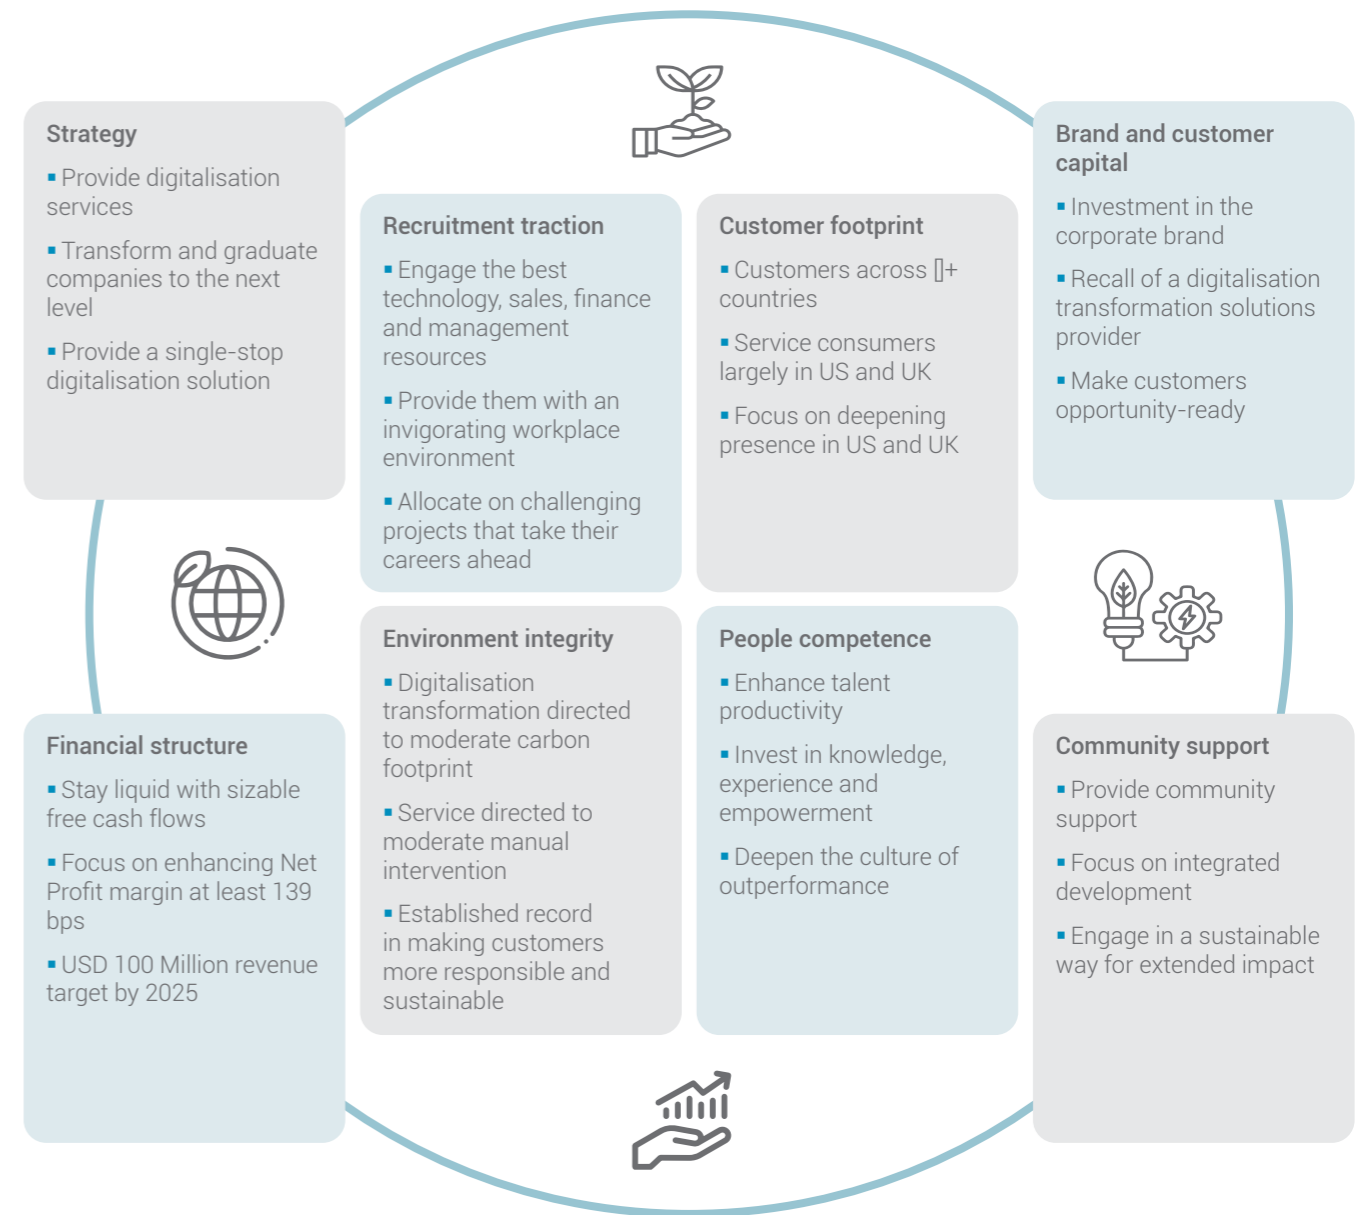 Strategy
▪ Provide digitalisation
services
▪ Transform and graduate
companies to the next
level
▪ Provide a single-stop
digitalisation solution
Recruitment traction
▪ Engage the best
technology, sales, finance
and management
resources
▪ Provide them with an
invigorating workplace
environment
▪ Allocate on challenging
projects that take their
careers ahead
Customer footprint
▪ Customers across []+
countries
▪ Service consumers
largely in US and UK
▪ Focus on deepening
presence in US and UK
Brand and customer
capital
▪ Investment in the
corporate brand
▪ Recall of a digitalisation
transformation solutions
provider
▪ Make customers
opportunity-ready
Financial structure
▪ Stay liquid with sizable
free cash flows
▪ Focus on enhancing Net
Profit margin at least 139
bps
▪ USD 100 Million revenue
target by 2025
Environment integrity
▪ Digitalisation
transformation directed
to moderate carbon
footprint
▪ Service directed to
moderate manual
intervention
▪ Established record
in making customers
more responsible and
sustainable
People competence
▪ Enhance talent
productivity
▪ Invest in knowledge,
experience and
empowerment
▪ Deepen the culture of
outperformance
Community support
▪ Provide community
support
▪ Focus on integrated
development
▪ Engage in a sustainable
way for extended impact